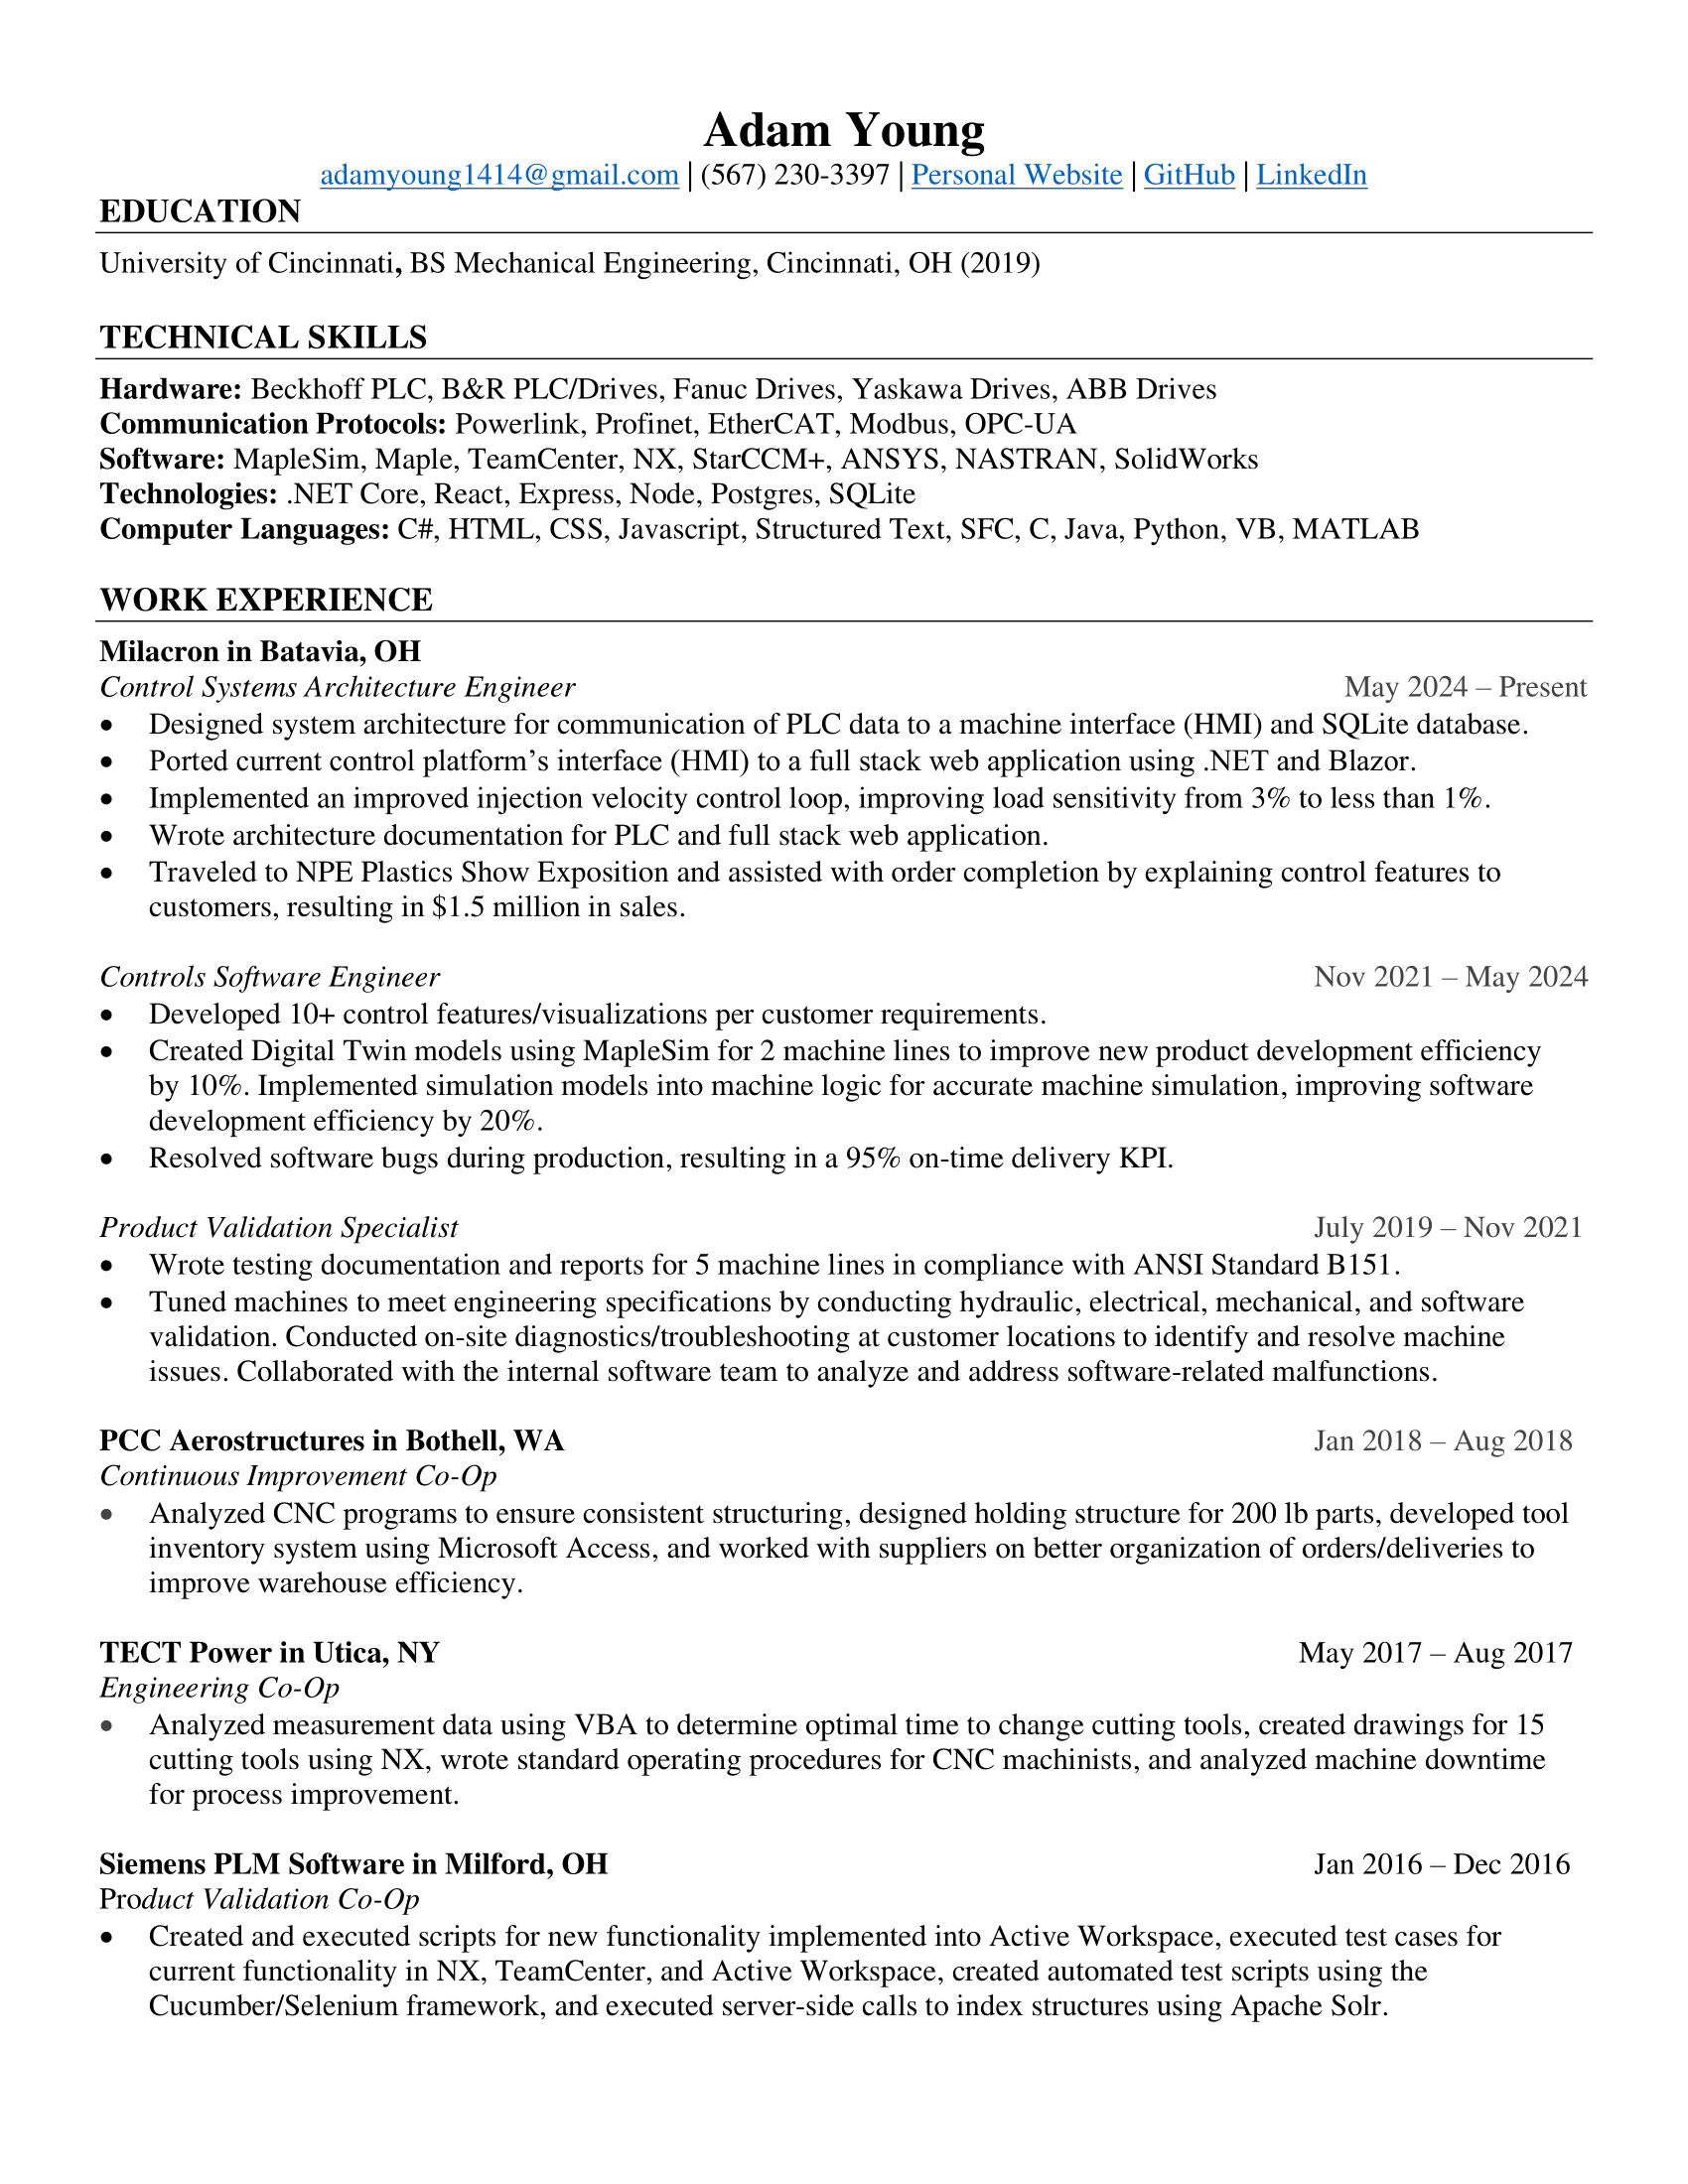 Adam Young
adamyoung1414@gmail.com | (567) 230-3397 | Personal Website | GitHub | LinkedIn
EDUCATION
University of Cincinnati, BS Mechanical Engineering, Cincinnati, OH (2019)
TECHNICAL SKILLS
Hardware: Beckhoff PLC, B&R PLC/Drives, Fanuc Drives, Yaskawa Drives, ABB Drives
Communication Protocols: Powerlink, Profinet, EtherCAT, Modbus, OPC-UA
Software: MapleSim, Maple, TeamCenter, NX, StarCCM+, ANSYS, NASTRAN, SolidWorks
Technologies: .NET Core, React, Express, Node, Postgres, SQLite
Computer Languages: C#, HTML, CSS, Javascript, Structured Text, SFC, C, Java, Python, VB, MATLAB
WORK EXPERIENCE
Milacron in Batavia, OH
Control Systems Architecture Engineer May 2024 – Present
• Designed system architecture for communication of PLC data to a machine interface (HMI) and SQLite database.
• Ported current control platform’s interface (HMI) to a full stack web application using .NET and Blazor.
• Implemented an improved injection velocity control loop, improving load sensitivity from 3% to less than 1%.
• Wrote architecture documentation for PLC and full stack web application.
• Traveled to NPE Plastics Show Exposition and assisted with order completion by explaining control features to
customers, resulting in $1.5 million in sales.
Controls Software Engineer Nov 2021 – May 2024
• Developed 10+ control features/visualizations per customer requirements.
• Created Digital Twin models using MapleSim for 2 machine lines to improve new product development efficiency
by 10%. Implemented simulation models into machine logic for accurate machine simulation, improving software
development efficiency by 20%.
• Resolved software bugs during production, resulting in a 95% on-time delivery KPI.
Product Validation Specialist July 2019 – Nov 2021
• Wrote testing documentation and reports for 5 machine lines in compliance with ANSI Standard B151.
• Tuned machines to meet engineering specifications by conducting hydraulic, electrical, mechanical, and software
validation. Conducted on-site diagnostics/troubleshooting at customer locations to identify and resolve machine
issues. Collaborated with the internal software team to analyze and address software-related malfunctions.
PCC Aerostructures in Bothell, WA Jan 2018 – Aug 2018
Continuous Improvement Co-Op
• Analyzed CNC programs to ensure consistent structuring, designed holding structure for 200 lb parts, developed tool
inventory system using Microsoft Access, and worked with suppliers on better organization of orders/deliveries to
improve warehouse efficiency.
TECT Power in Utica, NY May 2017 – Aug 2017
Engineering Co-Op
• Analyzed measurement data using VBA to determine optimal time to change cutting tools, created drawings for 15
cutting tools using NX, wrote standard operating procedures for CNC machinists, and analyzed machine downtime
for process improvement.
Siemens PLM Software in Milford, OH Jan 2016 – Dec 2016
Product Validation Co-Op
• Created and executed scripts for new functionality implemented into Active Workspace, executed test cases for
current functionality in NX, TeamCenter, and Active Workspace, created automated test scripts using the
Cucumber/Selenium framework, and executed server-side calls to index structures using Apache Solr.